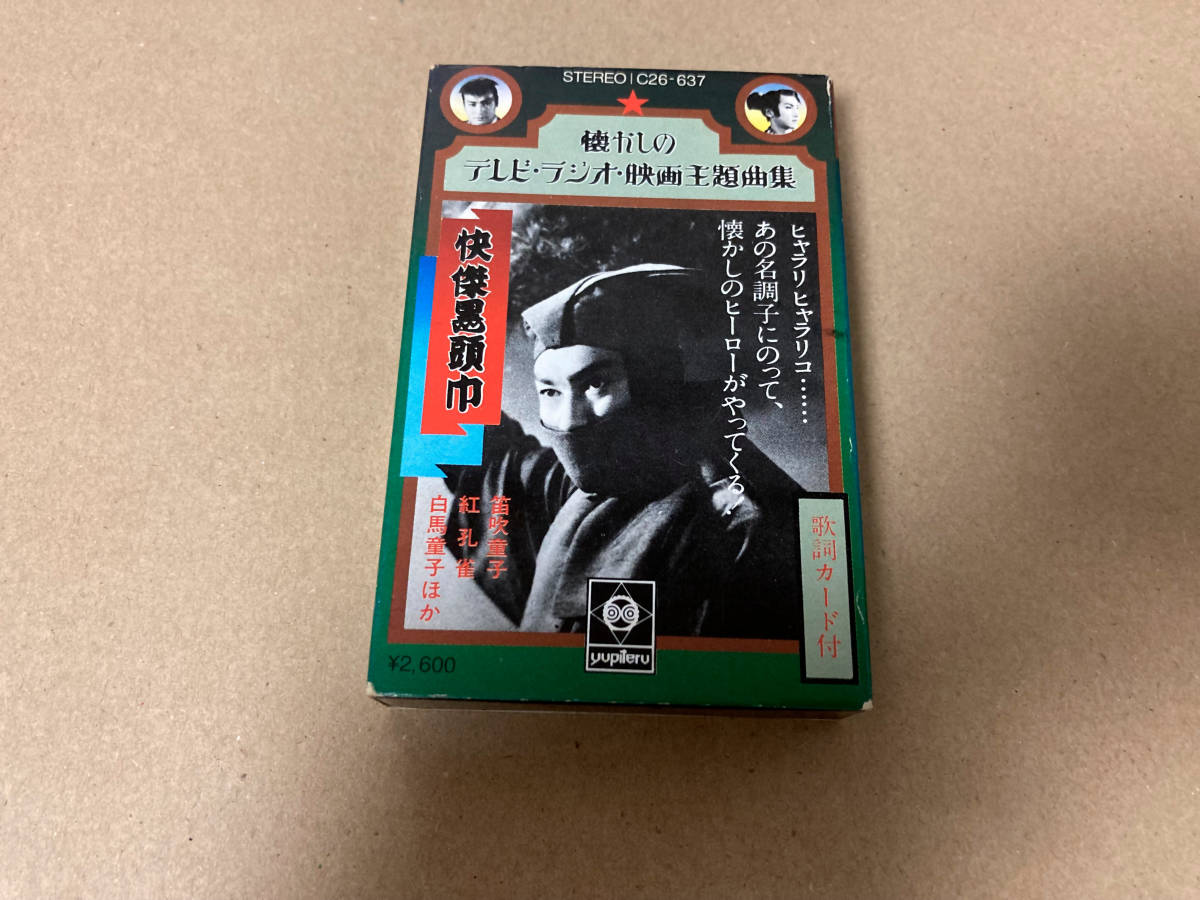 STEREO | C26-637
懐かしの
テレビ・ラジオ・映画主題曲集
ヒャラリヒャラリコ……
あの名調子にのって、
懐かしのヒーローがやってくる!
快傑黒頭巾
笛吹童子
紅孔雀
白馬童子ほか
歌詞カード付
yupiteru
¥2,600